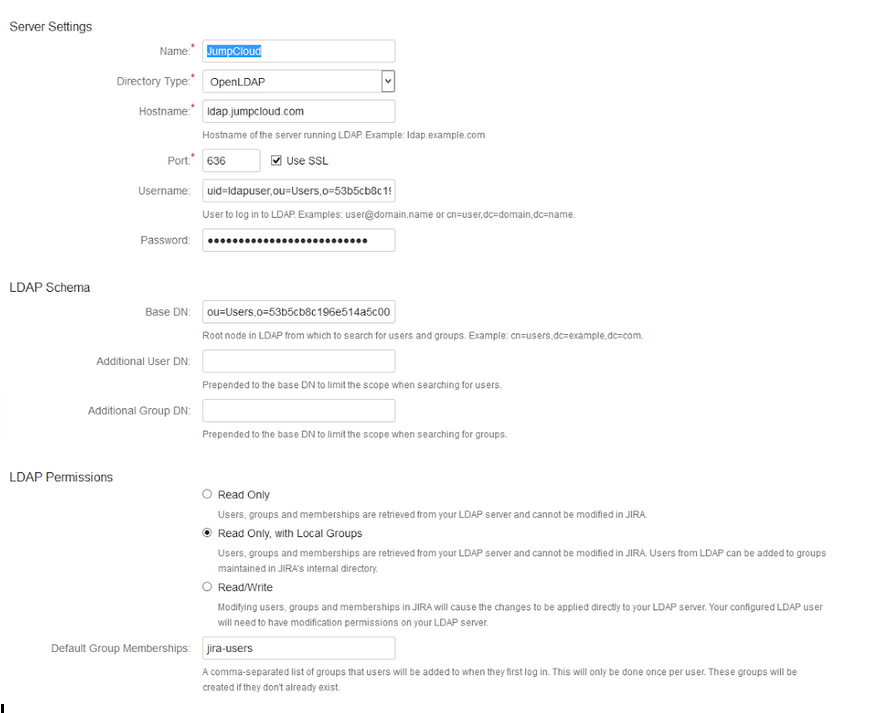 Server Settings
Name:*
JumpCloud
Directory Type:*
OpenLDAP
Hostname:*
ldap.jumpcloud.com
Hostname of the server running LDAP. Example: ldap.example.com
Port:*
636
Use SSL
Username:
uid=ldapuser,ou=Users,o=53b5cb8c19
User to log in to LDAP. Examples: user@domain.name or cn=user,dc=domain,dc=name.
Password:
••••••••••••••••••••••••••
LDAP Schema
Base DN:
ou=Users,o=53b5cb8c196e514a5c00
Root node in LDAP from which to search for users and groups. Example: cn=users,dc=example,dc=com.
Additional User DN:
Prepended to the base DN to limit the scope when searching for users.
Additional Group DN:
Prepended to the base DN to limit the scope when searching for groups.
LDAP Permissions
Read Only
Users, groups and memberships are retrieved from your LDAP server and cannot be modified in JIRA.
Read Only, with Local Groups
Users, groups and memberships are retrieved from your LDAP server and cannot be modified in JIRA. Users from LDAP can be added to groups
maintained in JIRA's internal directory.
Read/Write
Modifying users, groups and memberships in JIRA will cause the changes to be applied directly to your LDAP server. Your configured LDAP user
will need to have modification permissions on your LDAP server.
Default Group Memberships:
jira-users
A comma-separated list of groups that users will be added to when they first log in. This will only be done once per user. These groups will be
created if they don't already exist.